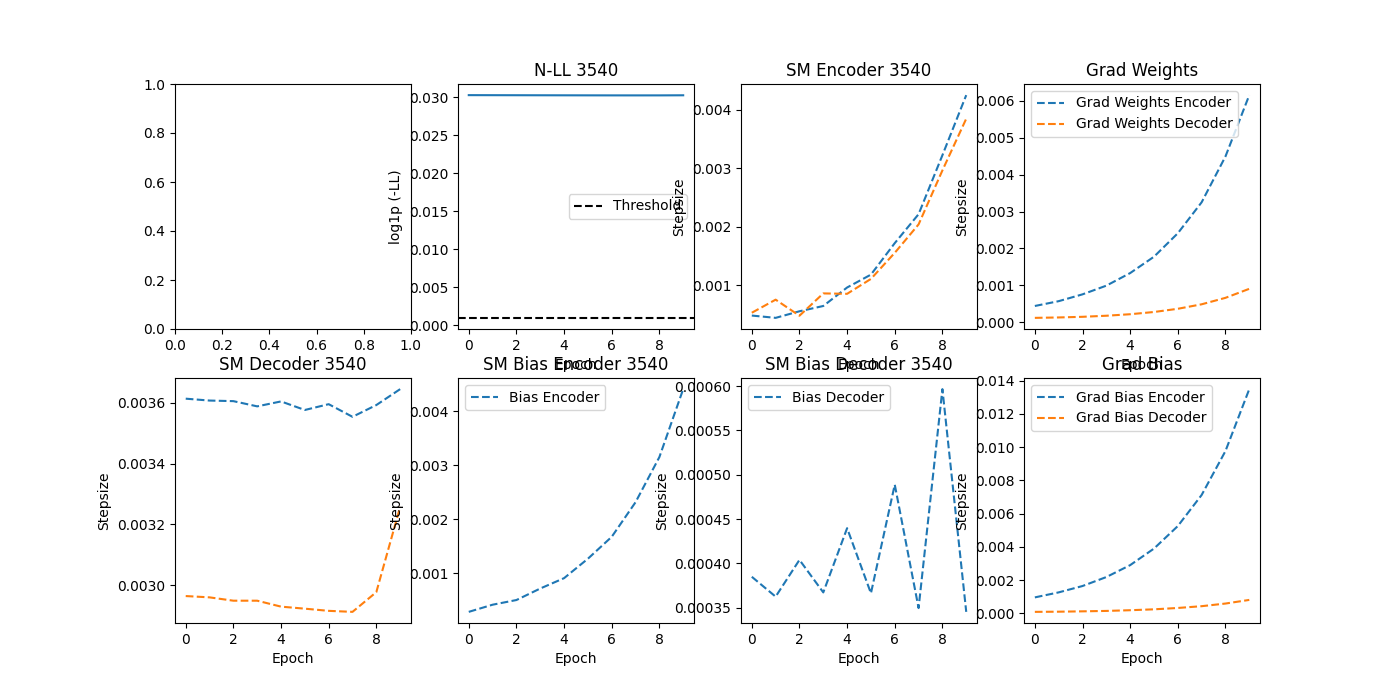 N-LL 3540
SM Encoder 3540
Grad Weights
1.0
0.8
0.6
0.4
0.2
0.0
0.0
0.2
0.4
0.6
0.8
1.0
log1p (-LL)
0.030
0.025
0.020
0.015
0.010
0.005
0.000
Threshold
Epoch
Stepsize
0.004
0.003
0.002
0.001
0
2
4
6
8
Epoch
Stepsize
0.006
0.005
0.004
0.003
0.002
0.001
0.000
Grad Weights Encoder
Grad Weights Decoder
0
2
4
6
8
Epoch
SM Decoder 3540
SM Bias Encoder 3540
SM Bias Decoder 3540
Grad Bias
Stepsize
0.0036
0.0034
0.0032
0.0030
0
2
4
6
8
Epoch
Stepsize
0.004
0.003
0.002
0.001
Bias Encoder
0
2
4
6
8
Epoch
Stepsize
0.00060
0.00055
0.00050
0.00045
0.00040
0.00035
Bias Decoder
0
2
4
6
8
Epoch
Stepsize
0.014
0.012
0.010
0.008
0.006
0.004
0.002
0.000
Grad Bias Encoder
Grad Bias Decoder
0
2
4
6
8
Epoch